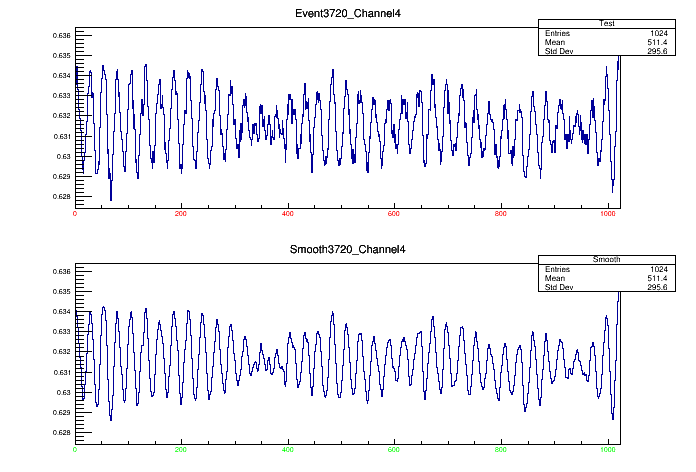 Event3720_Channel4
Test
Entries 1024
Mean 511.4
Std Dev 295.6
0.636
0.635
0.634
0.633
0.632
0.631
0.63
0.629
0.628
0 200 400 600 800 1000
Smooth3720_Channel4
Smooth
Entries 1024
Mean 511.4
Std Dev 295.6
0.636
0.635
0.634
0.633
0.632
0.631
0.63
0.629
0.628
0 200 400 600 800 1000